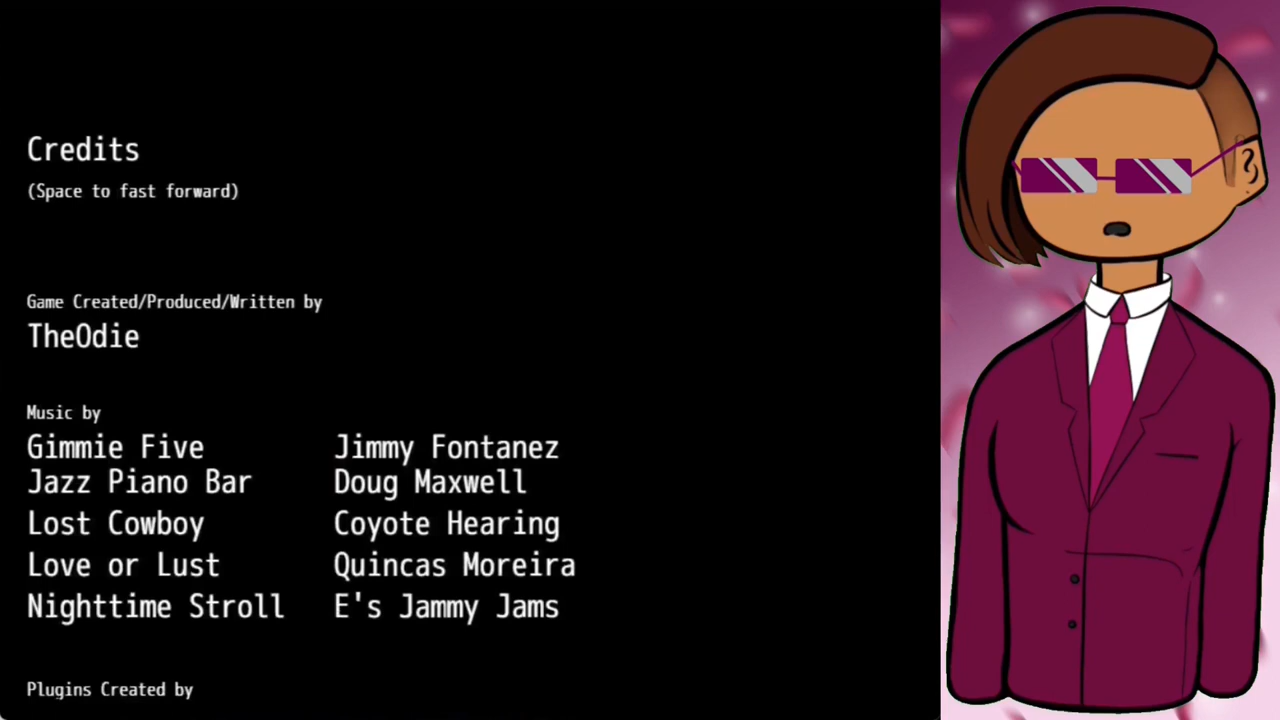 Credits
(Space to fast forward)
Game Created/Produced/Written by
TheOdie
Music by
Gimmie Five Jimmy Fontanez
Jazz Piano Bar Doug Maxwell
Lost Cowboy Coyote Hearing
Love or Lust Quincas Moreira
Nighttime Stroll E's Jammy Jams
Plugins Created by